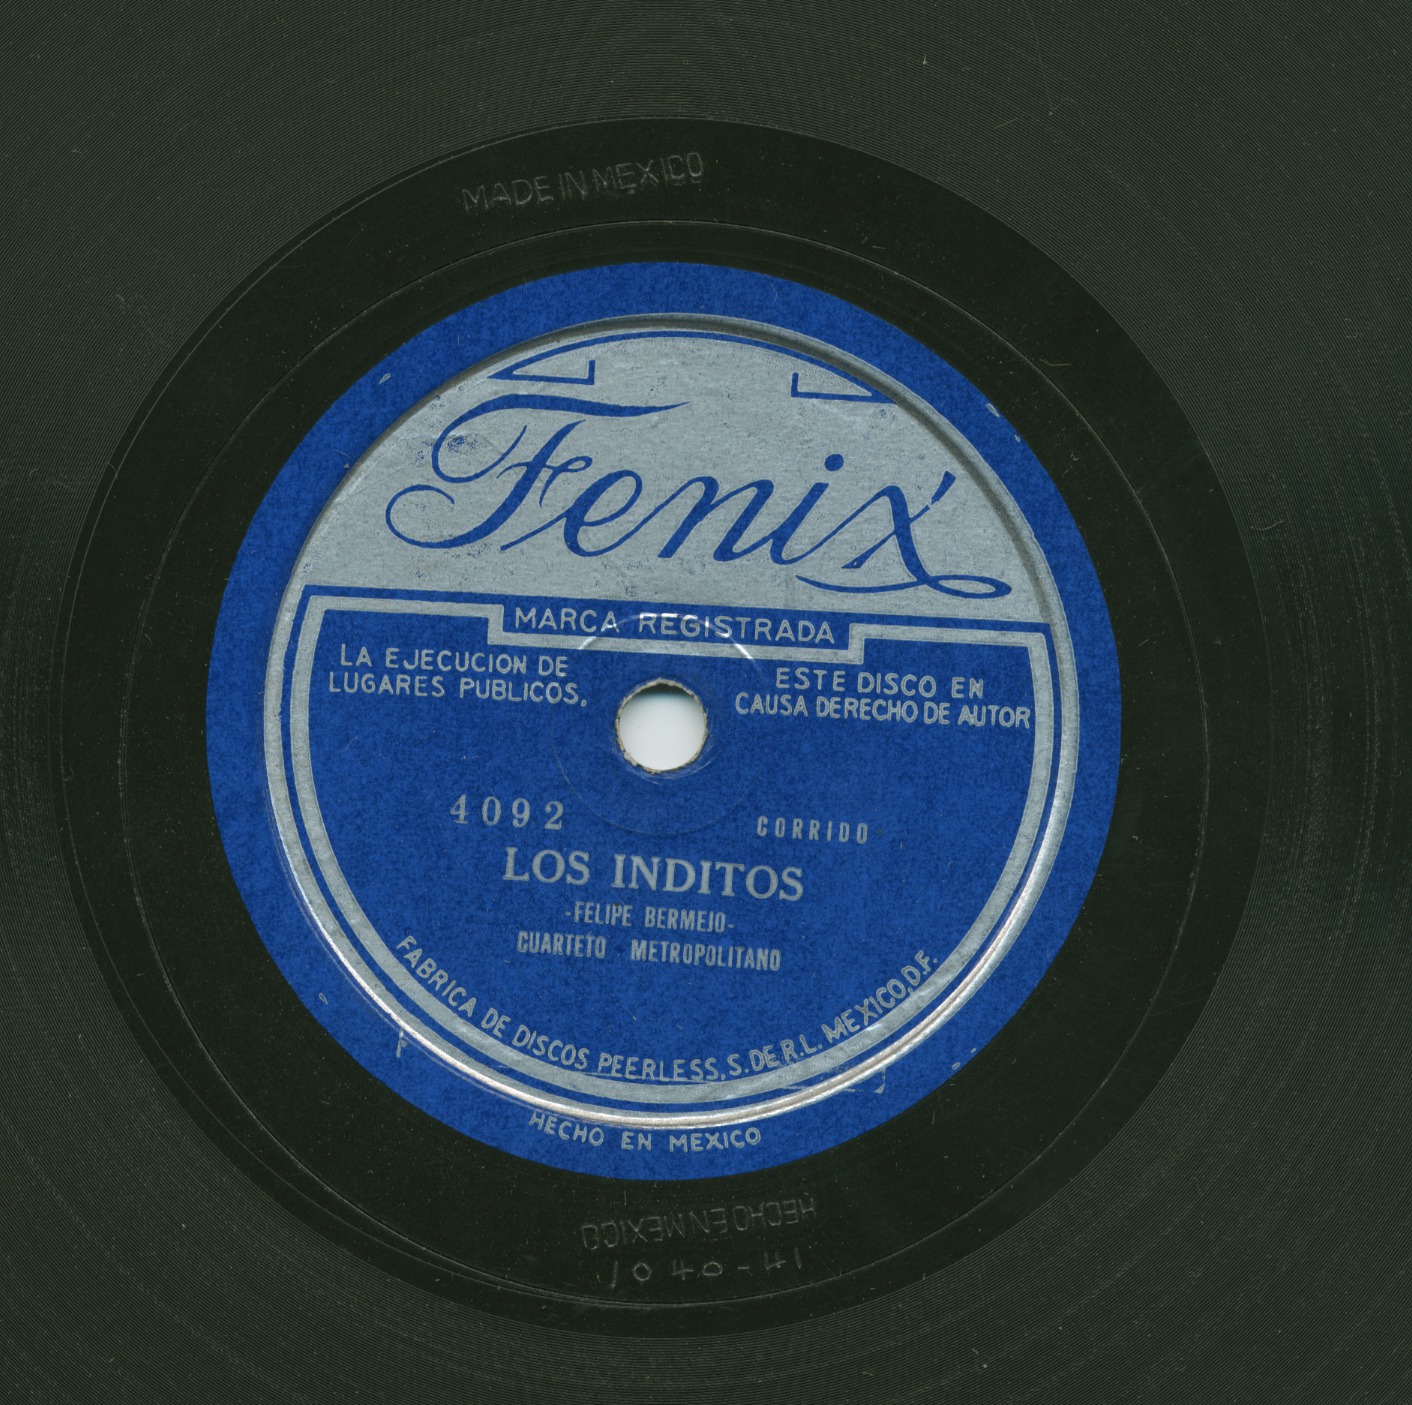 MADE IN MEXICO
Fenix
MARCA REGISTRADA
LA EJECUCION DE
LUGARES PUBLICOS,
ESTE DISCO EN
CAUSA DERECHO DE AUTOR
4092
CORRIDO
LOS INDITOS
-FELIPE BERMEJO-
CUARTETO METROPOLITANO
FABRICA DE DISCOS PEERLESS, S. DE R.L. MEXICO, D.F.
HECHO EN MEXICO
HECHO EN MEXICO
1040-41